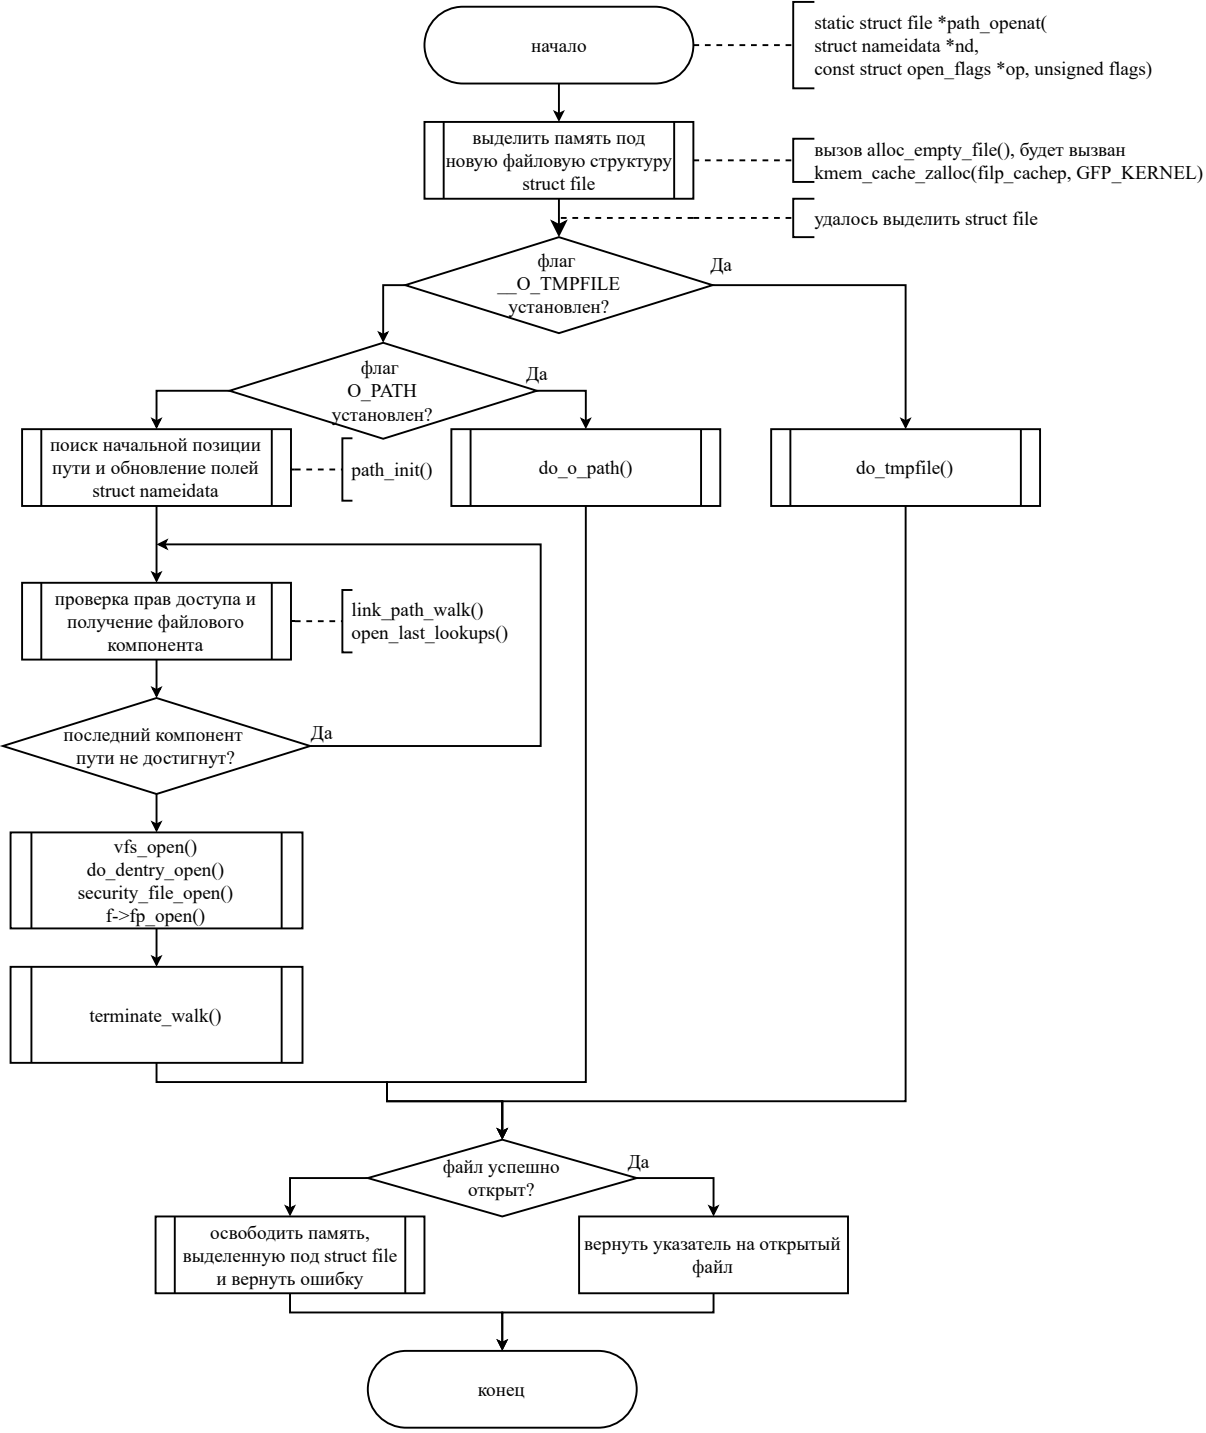 начало
static struct file *path_openat(
struct nameidata *nd,
const struct open_flags *op, unsigned flags)
выделить память под
новую файловую структуру
struct file
вызов alloc_empty_file(), будет вызван
kmem_cache_zalloc(filp_cachep, GFP_KERNEL)
удалось выделить struct file
флаг
__O_TMPFILE
установлен?
Да
флаг
O_PATH
установлен?
Да
поиск начальной позиции
пути и обновление полей
struct nameidata
path_init()
do_o_path()
do_tmpfile()
проверка прав доступа и
получение файлового
компонента
link_path_walk()
open_last_lookups()
последний компонент
пути не достигнут?
Да
vfs_open()
do_dentry_open()
security_file_open()
f->fp_open()
terminate_walk()
файл успешно
открыт?
Да
освободить память,
выделенную под struct file
и вернуть ошибку
вернуть указатель на открытый
файл
конец